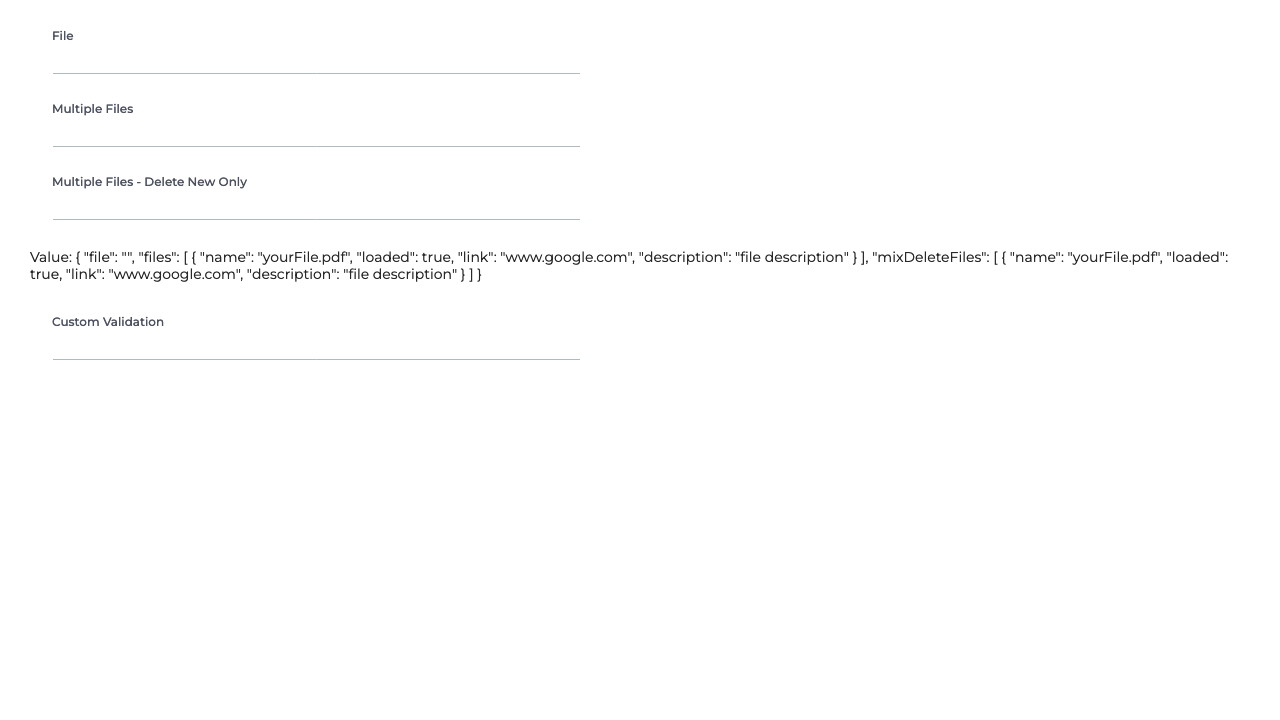 File
Multiple Files
Multiple Files - Delete New Only
Value: { "file": "", "files": [ { "name": "yourFile.pdf", "loaded": true, "link": "www.google.com", "description": "file description" } ], "mixDeleteFiles": [ { "name": "yourFile.pdf", "loaded":
true, "link": "www.google.com", "description": "file description" } ] }
Custom Validation